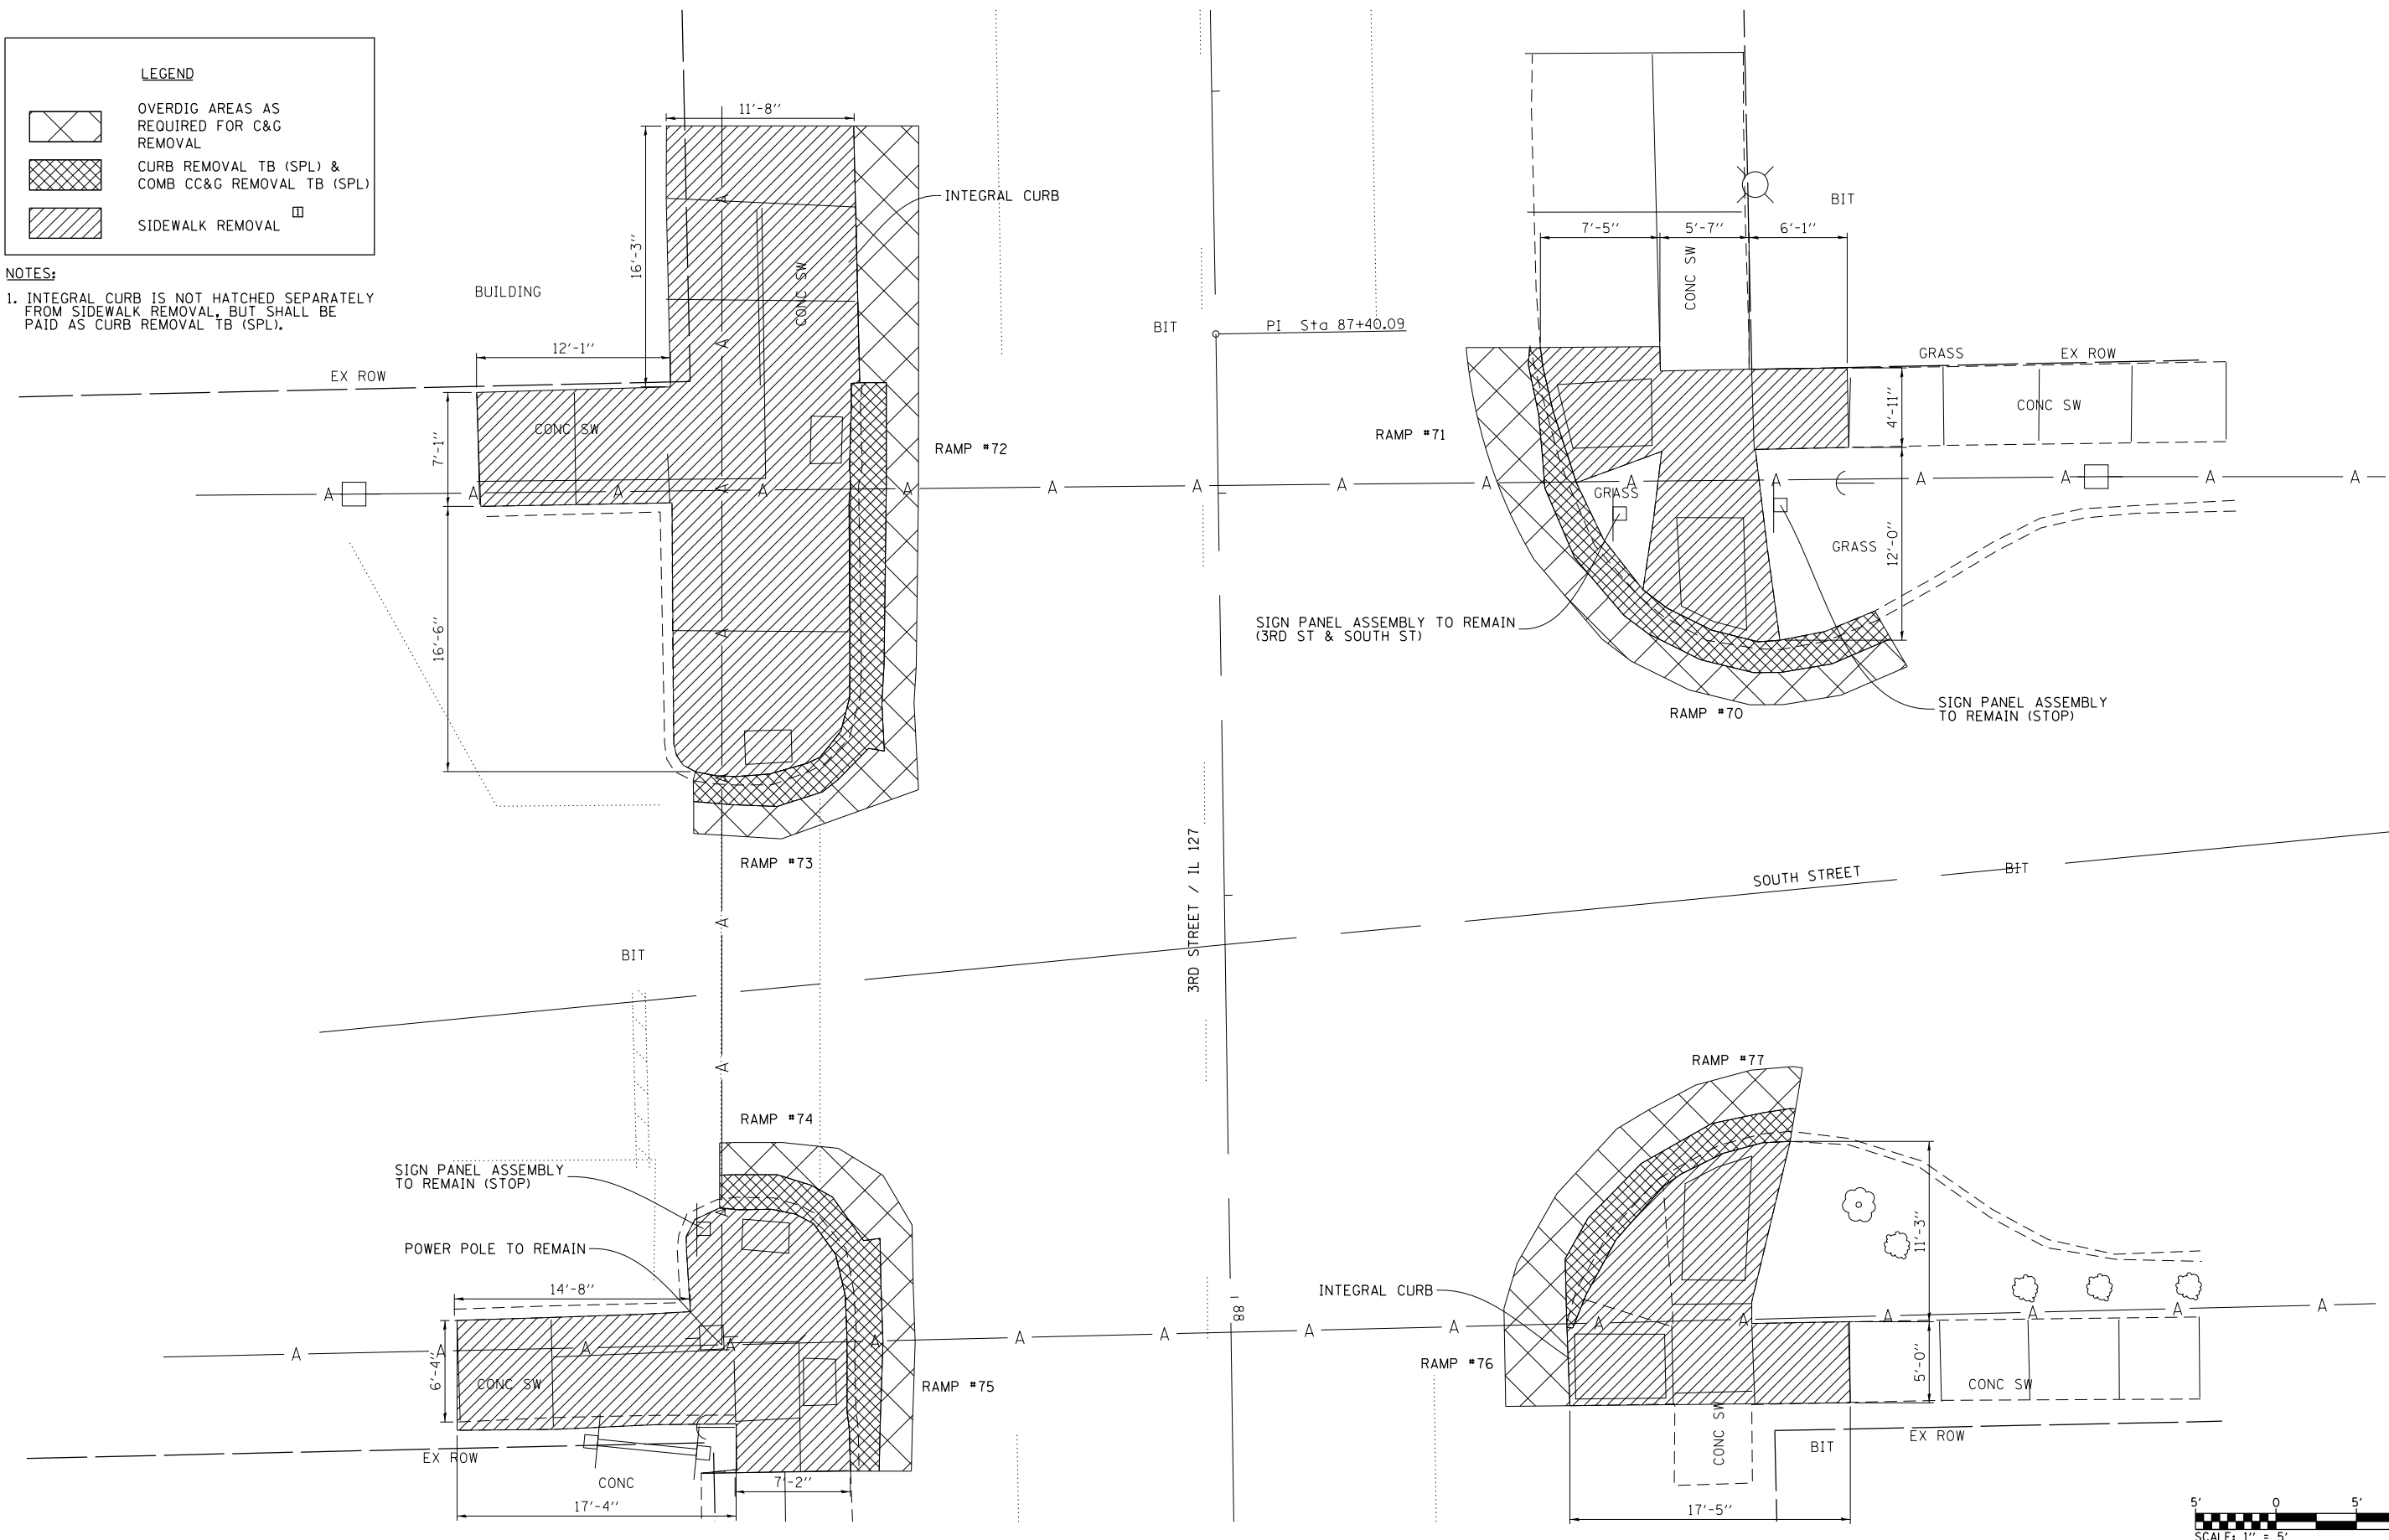 LEGEND
OVERDIG AREAS AS
REQUIRED FOR C&G
REMOVAL
CURB REMOVAL TB (SPL) &
COMB CC&G REMOVAL TB (SPL)
SIDEWALK REMOVAL 1
NOTES:
1. INTEGRAL CURB IS NOT HATCHED SEPARATELY
FROM SIDEWALK REMOVAL, BUT SHALL BE
PAID AS CURB REMOVAL TB (SPL).
11'-8''
INTEGRAL CURB
16'-3''
CONC SW
BUILDING
12'-1''
EX ROW
7'-1''
CONC SW
RAMP #72
A A A A A A A A A A A A A A A
A
A
A
A
A
A
A
A
A
16'-6''
RAMP #73
BIT
PI Sta 87+40.09
BIT
7'-5''
5'-7''
6'-1''
CONC SW
GRASS
EX ROW
CONC SW
4'-11''
RAMP #71
GRASS
GRASS
12'-0''
SIGN PANEL ASSEMBLY TO REMAIN
(3RD ST & SOUTH ST)
RAMP #70
SIGN PANEL ASSEMBLY
TO REMAIN (STOP)
3RD STREET / IL 127
SOUTH STREET
BIT
BIT
RAMP #74
SIGN PANEL ASSEMBLY
TO REMAIN (STOP)
POWER POLE TO REMAIN
14'-8''
6'-4''
CONC SW
RAMP #75
A A A A A A A A A A A A A A A
EX ROW
CONC
7'-2''
17'-4''
88
RAMP #77
INTEGRAL CURB
RAMP #76
11'-3''
5'-0''
CONC SW
CONC SW
BIT
EX ROW
17'-5''
5' 0 5'
SCALE: 1'' = 5'